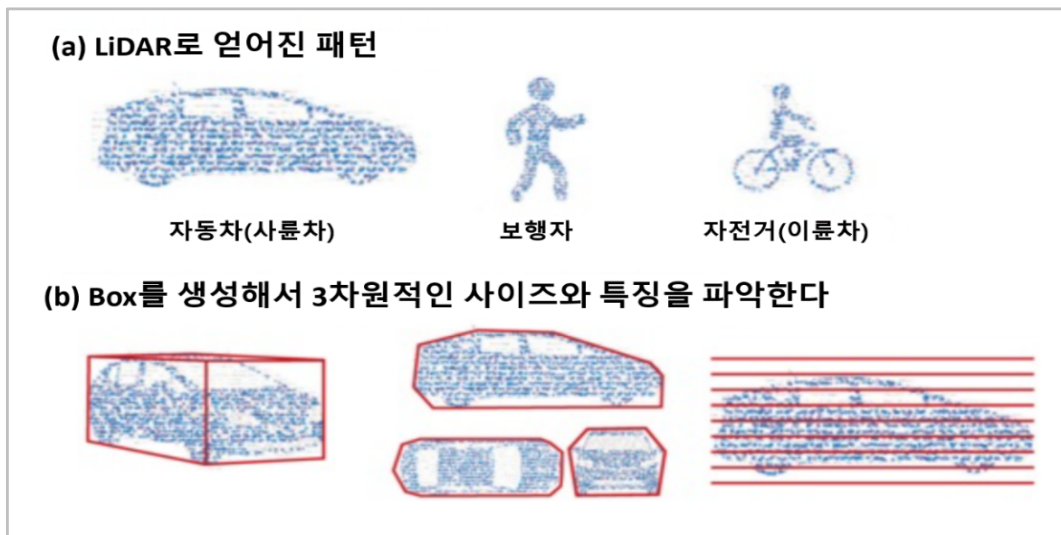 (a) LiDAR로 얻어진 패턴
자동차(사륜차)
보행자
자전거(이륜차)
(b) Box를 생성해서 3차원적인 사이즈와 특징을 파악한다